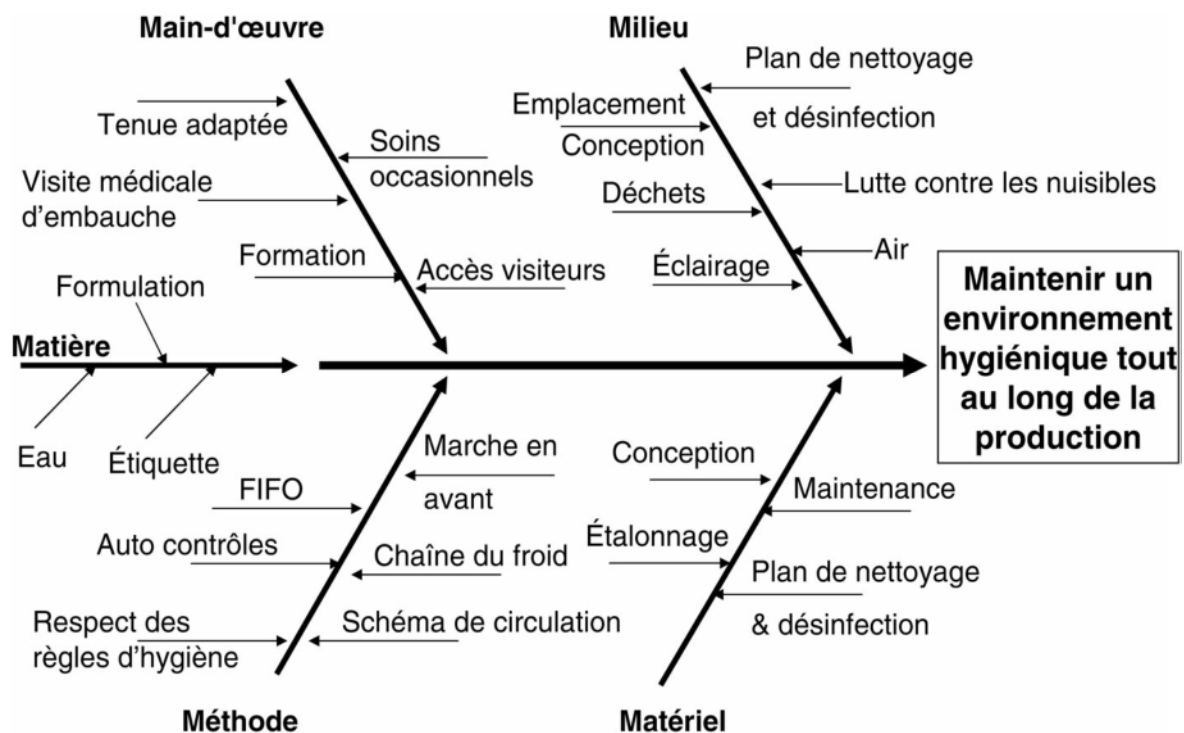 Main-d'œuvre
Milieu
Tenue adaptée
Soins
occasionnels
Visite médicale
d'embauche
Formation
Accès visiteurs
Plan de nettoyage
et désinfection
Emplacement
Conception
Lutte contre les nuisibles
Déchets
Air
Éclairage
Formulation
Matière
Eau
Étiquette
Maintenir un
environnement
hygiénique tout
au long de la
production
Marche en
avant
FIFO
Auto contrôles
Chaîne du froid
Respect des
règles d'hygiène
Schéma de circulation
Méthode
Conception
Maintenance
Étalonnage
Plan de nettoyage
& désinfection
Matériel